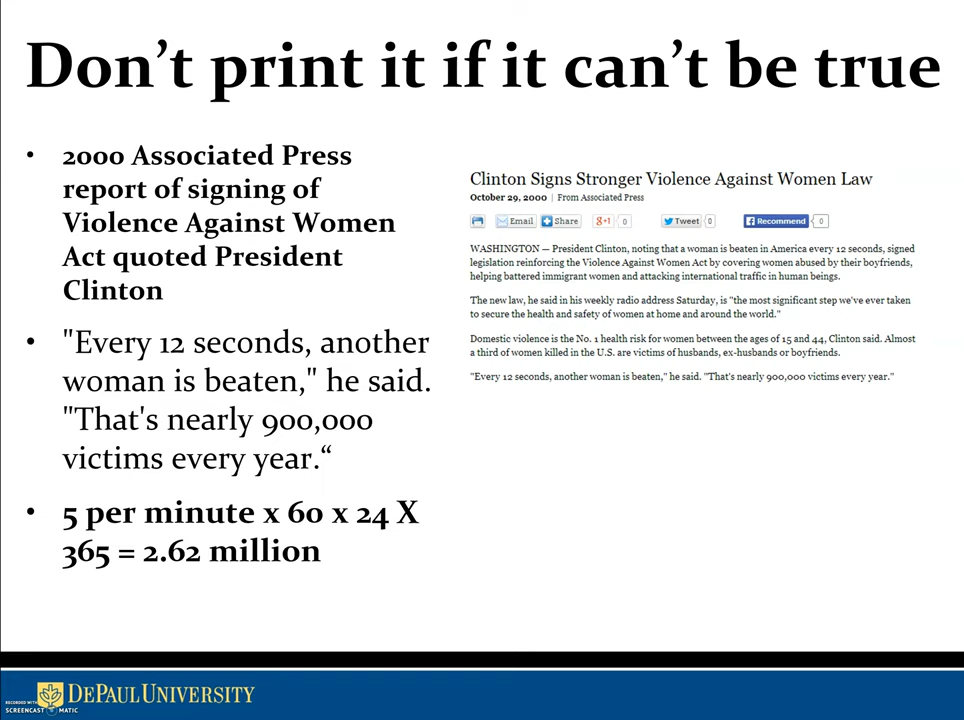 Don't print it if it can't be true
• 2000 Associated Press
report of signing of
Violence Against Women
Act quoted President
Clinton
• "Every 12 seconds, another
woman is beaten," he said.
"That's nearly 900,000
victims every year.“
• 5 per minute x 60 x 24 X
365 = 2.62 million
Clinton Signs Stronger Violence Against Women Law
October 29, 2000 | From Associated Press
Email Share g+1 0 Tweet 0 Recommend 0
WASHINGTON — President Clinton, noting that a woman is beaten in America every 12 seconds, signed
legislation reinforcing the Violence Against Women Act by covering women abused by their boyfriends,
helping battered immigrant women and attacking international traffic in human beings.
The new law, he said in his weekly radio address Saturday, is "the most significant step we've ever taken
to secure the health and safety of women at home and around the world."
Domestic violence is the No. 1 health risk for women between the ages of 15 and 44, Clinton said. Almost
a third of women killed in the U.S. are victims of husbands, ex-husbands or boyfriends.
"Every 12 seconds, another woman is beaten," he said. "That's nearly 900,000 victims every year."
DEPAUL UNIVERSITY
RECORDED WITH
SCREENCAST MATIC